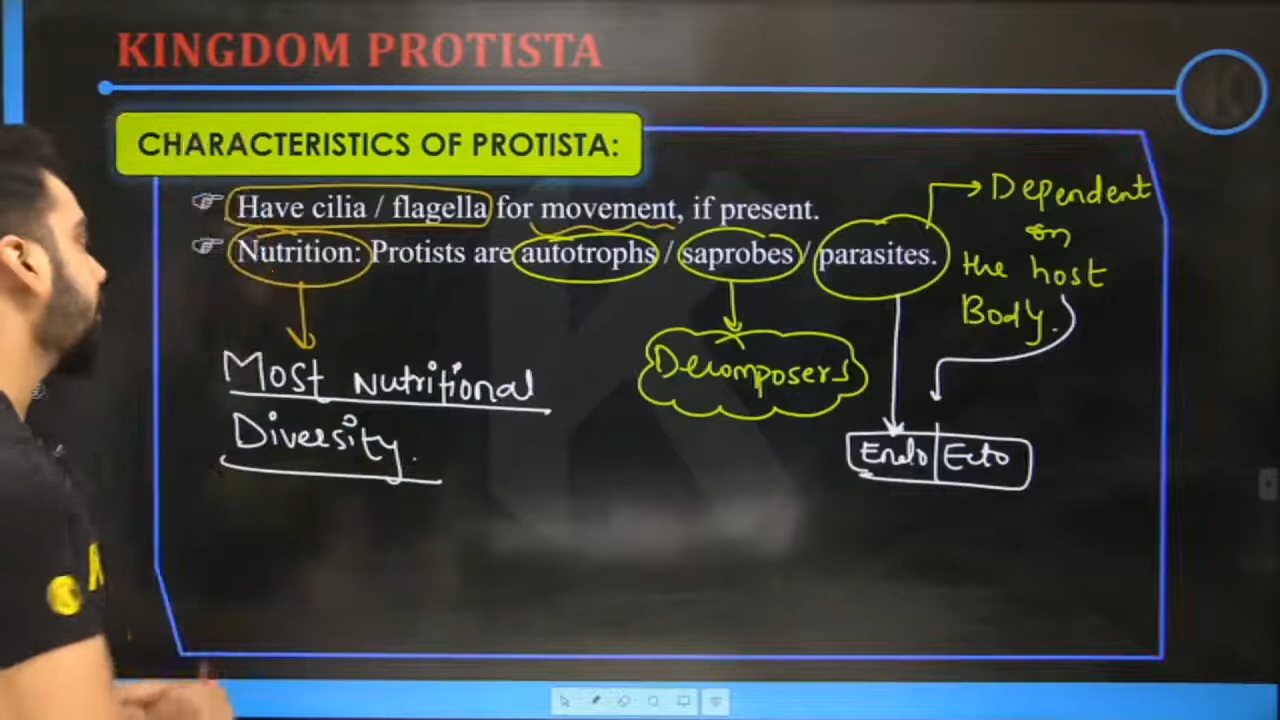 KINGDOM PROTISTA
CHARACTERISTICS OF PROTISTA:
Have cilia / flagella for movement, if present.
Nutrition: Protists are autotrophs / saprobes / parasites.
Dependent
on
the host
Body.
Most Nutritional
Diversity.
Decomposers
Endo Ecto